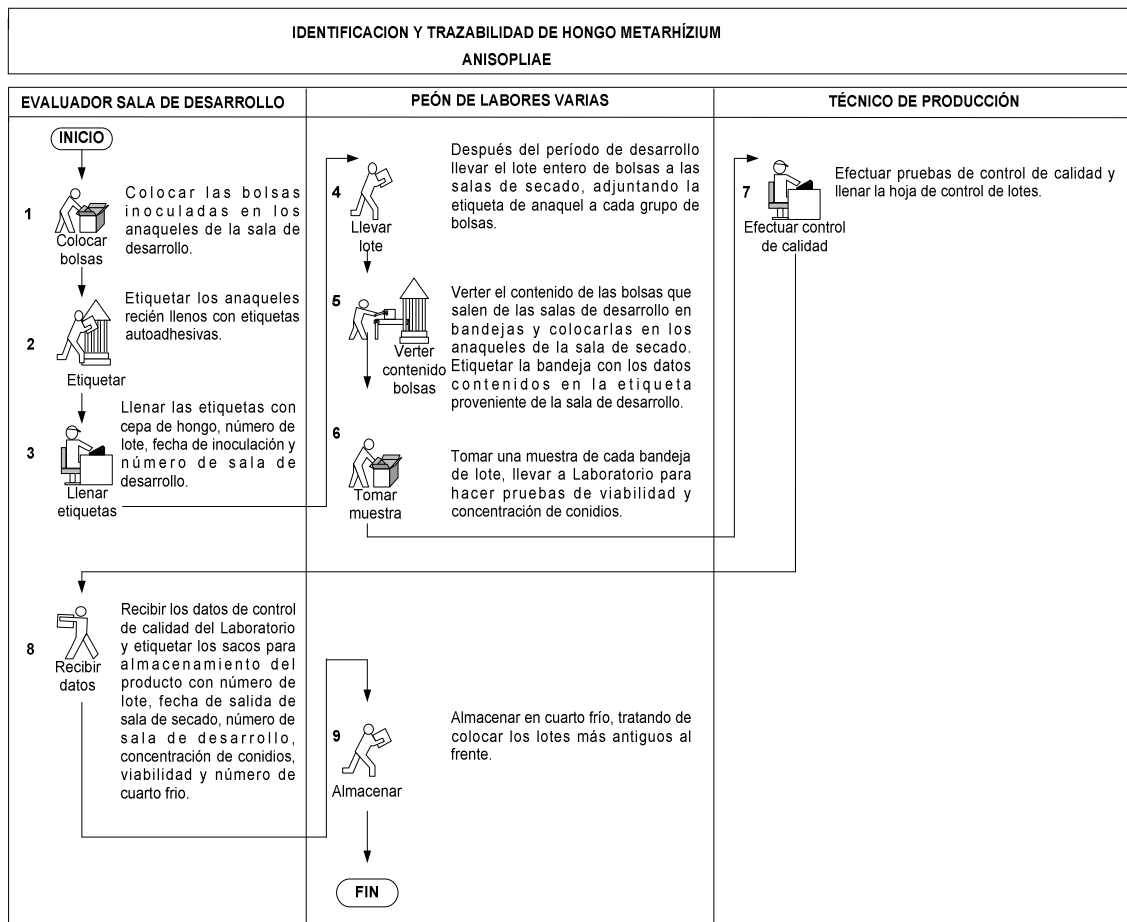 IDENTIFICACION Y TRAZABILIDAD DE HONGO METARHÍZIUM
ANISOPLIAE
EVALUADOR SALA DE DESARROLLO
PEÓN DE LABORES VARIAS
TÉCNICO DE PRODUCCIÓN
INICIO
1
Colocar
bolsas
Colocar las bolsas
inoculadas en los
anaqueles de la sala de
desarrollo.
2
Etiquetar
Etiquetar los anaqueles
recién llenos con etiquetas
autoadhesivas.
3
Llenar
etiquetas
Llenar las etiquetas con
cepa de hongo, número de
lote, fecha de inoculación y
número de sala de
desarrollo.
4
Llevar
lote
Después del período de desarrollo
llevar el lote entero de bolsas a las
salas de secado, adjuntando la
etiqueta de anaquel a cada grupo de
bolsas.
5
Verter
contenido
bolsas
Verter el contenido de las bolsas que
salen de las salas de desarrollo en
bandejas y colocarlas en los
anaqueles de la sala de secado.
Etiquetar la bandeja con los datos
contenidos en la etiqueta
proveniente de la sala de desarrollo.
6
Tomar
muestra
Tomar una muestra de cada bandeja
de lote, llevar a Laboratorio para
hacer pruebas de viabilidad y
concentración de conidios.
7
Efectuar control
de calidad
Efectuar pruebas de control de calidad y
llenar la hoja de control de lotes.
8
Recibir
datos
Recibir los datos de control
de calidad del Laboratorio
y etiquetar los sacos para
almacenamiento del
producto con número de
lote, fecha de salida de
sala de secado, número de
sala de desarrollo,
concentración de conidios,
viabilidad y número de
cuarto frio.
9
Almacenar
Almacenar en cuarto frío, tratando de
colocar los lotes más antiguos al
frente.
FIN